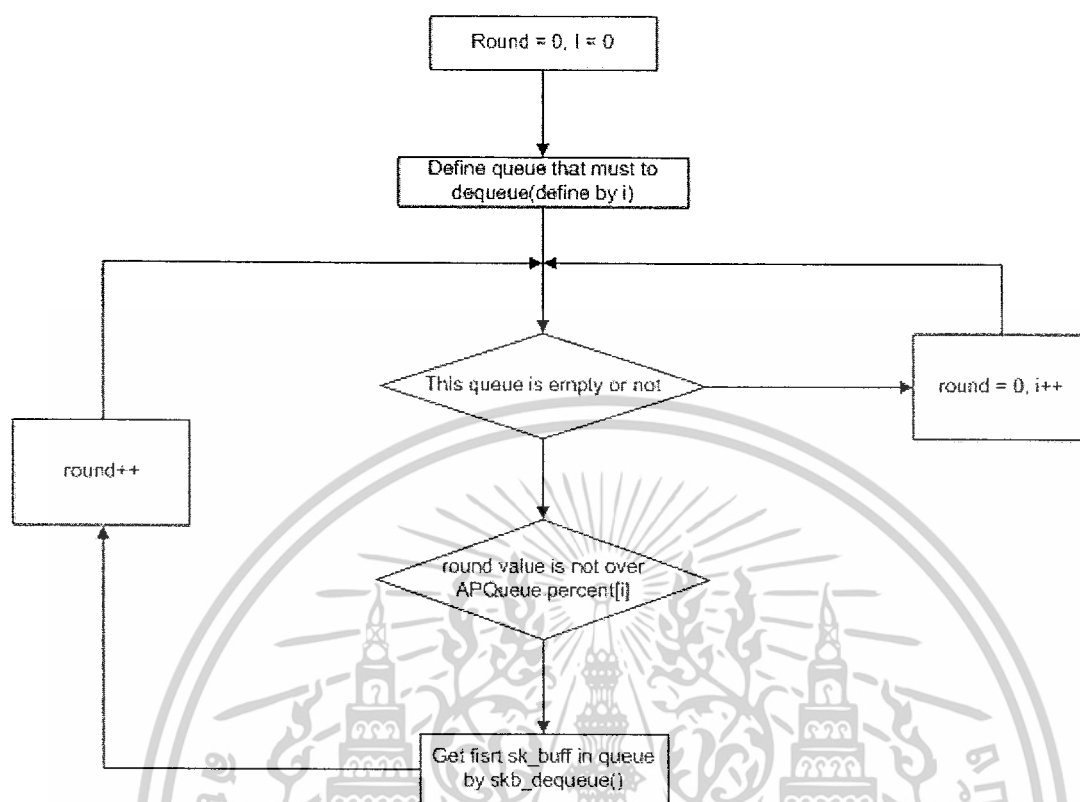 Round = 0, I = 0
Define queue that must to
dequeue(define by i)
This queue is empty or not
round = 0, i++
round++
round value is not over
APQueue.percent[i]
Get fisrt sk_buff in queue
by skb_dequeue()